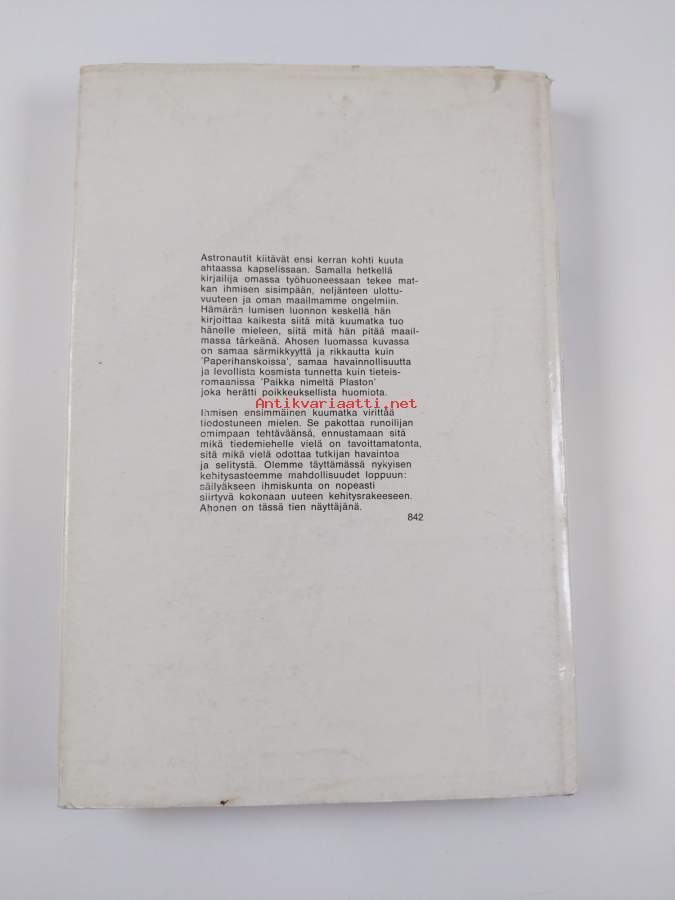 Astronautit kiitävät ensi kerran kohti kuuta
ahtaassa kapselissaan. Samalla hetkellä
kirjailija omassa työhuoneessaan tekee mat-
kan ihmisen sisimpään, neljänteen ulottu-
vuuteen ja oman maailmamme ongelmiin.
Hämärän lumisen luonnon keskellä hän
kirjoittaa kaikesta siitä mitä kuumatka tuo
hänelle mieleen, siitä mitä hän pitää maail-
massa tärkeänä. Ahosen luomassa kuvassa
on samaa särmikkyyttä ja rikkautta kuin
'Paperihanskoissa', samaa havainnollisuutta
ja levollista kosmista tunnetta kuin tieteis-
romaanissa 'Paikka nimeltä Plaston'
joka herätti poikkeuksellista huomiota.
Antikvariaatti.net
Ihmisen ensimmäinen kuumatka virittää
tiedostuneen mielen. Se pakottaa runoilijan
omimpaan tehtäväänsä, ennustamaan sitä
mikä tiedemiehelle vielä on tavoittamatonta,
sitä mikä vielä odottaa tutkijan havaintoa
ja selitystä. Olemme täyttämässä nykyisen
kehitysasteemme mahdollisuudet loppuun:
säilyäkseen ihmiskunta on nopeasti
siirtyvä kokonaan uuteen kehitysrakeeseen.
Ahonen on tässä tien näyttäjänä.
842